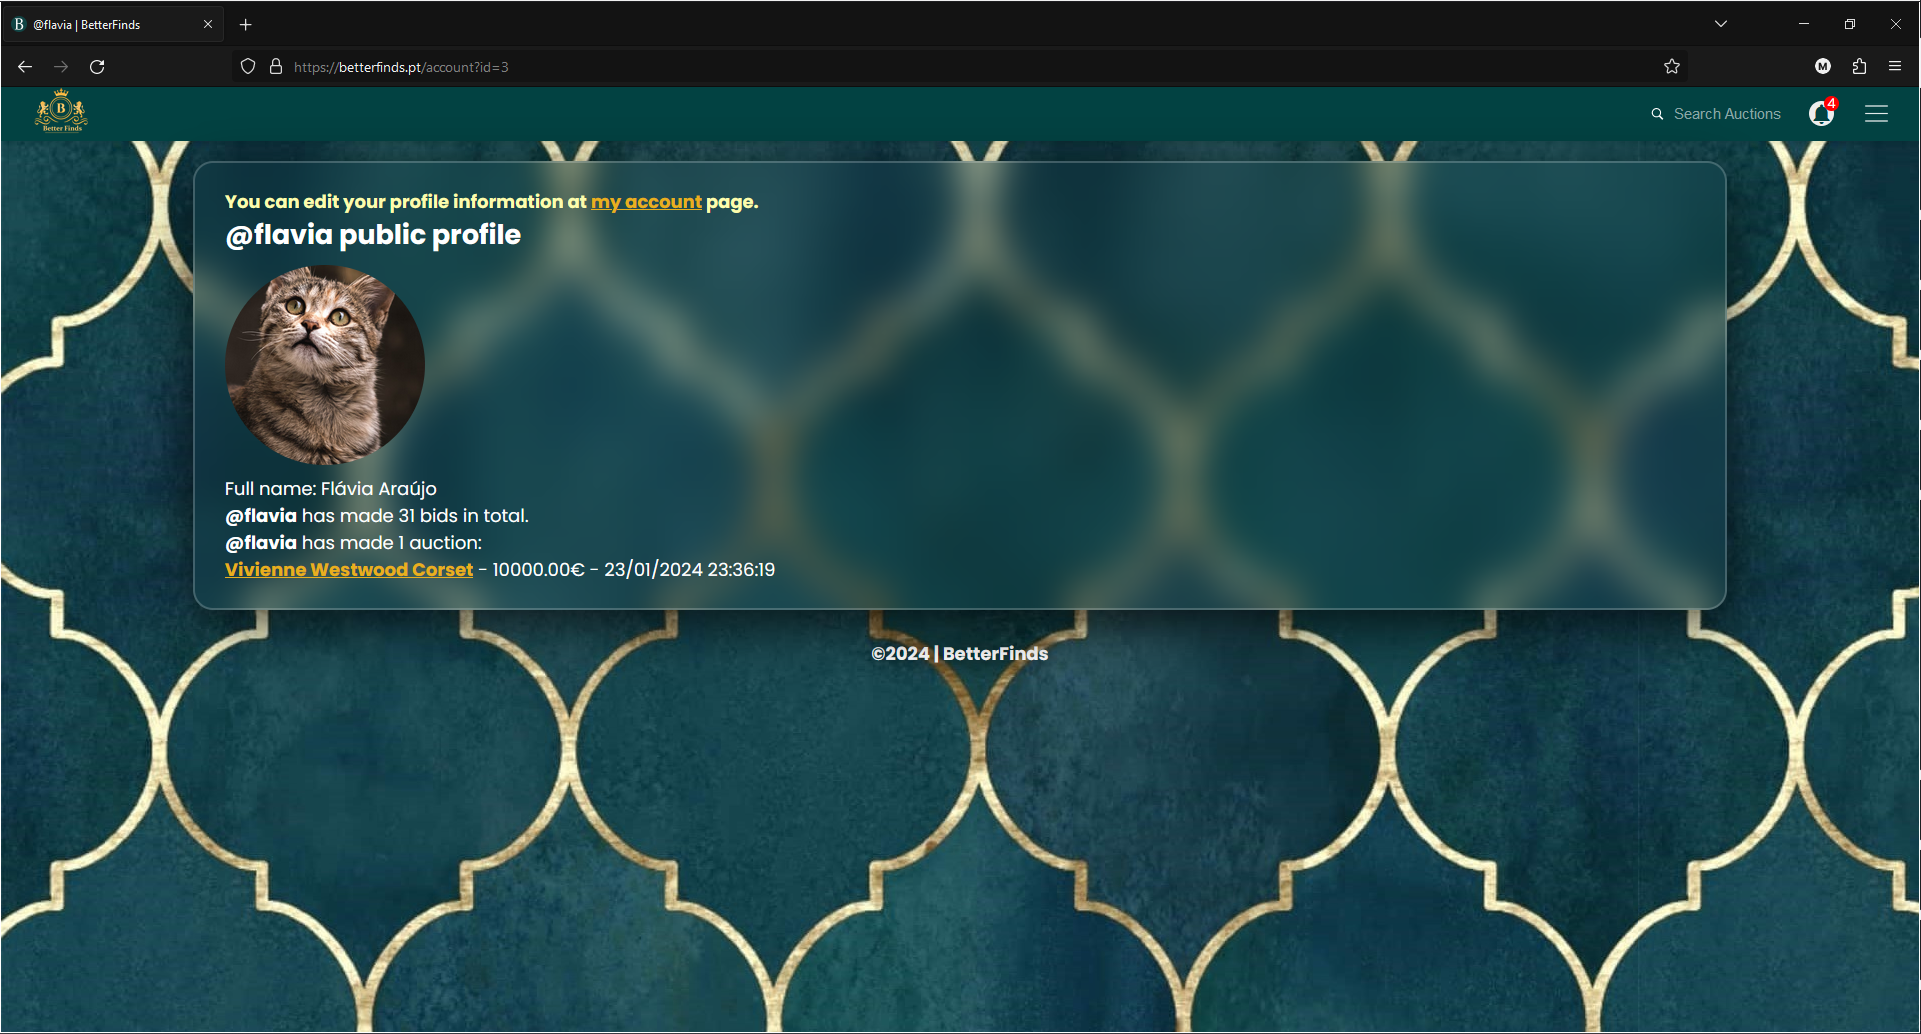 @flavia | BetterFinds
https://betterfinds.pt/account?id=3
M
B
Better Finds
Search Auctions
4
You can edit your profile information at my account page.
@flavia public profile
Full name: Flávia Araújo
@flavia has made 31 bids in total.
@flavia has made 1 auction:
Vivienne Westwood Corset - 10000.00€ - 23/01/2024 23:36:19
©2024 | BetterFinds